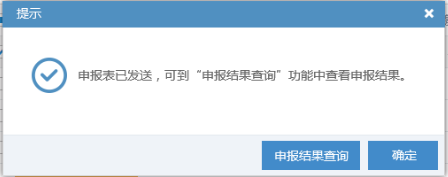 提示
申报表已发送，可到“申报结果查询”功能中查看申报结果。
申报结果查询 确定